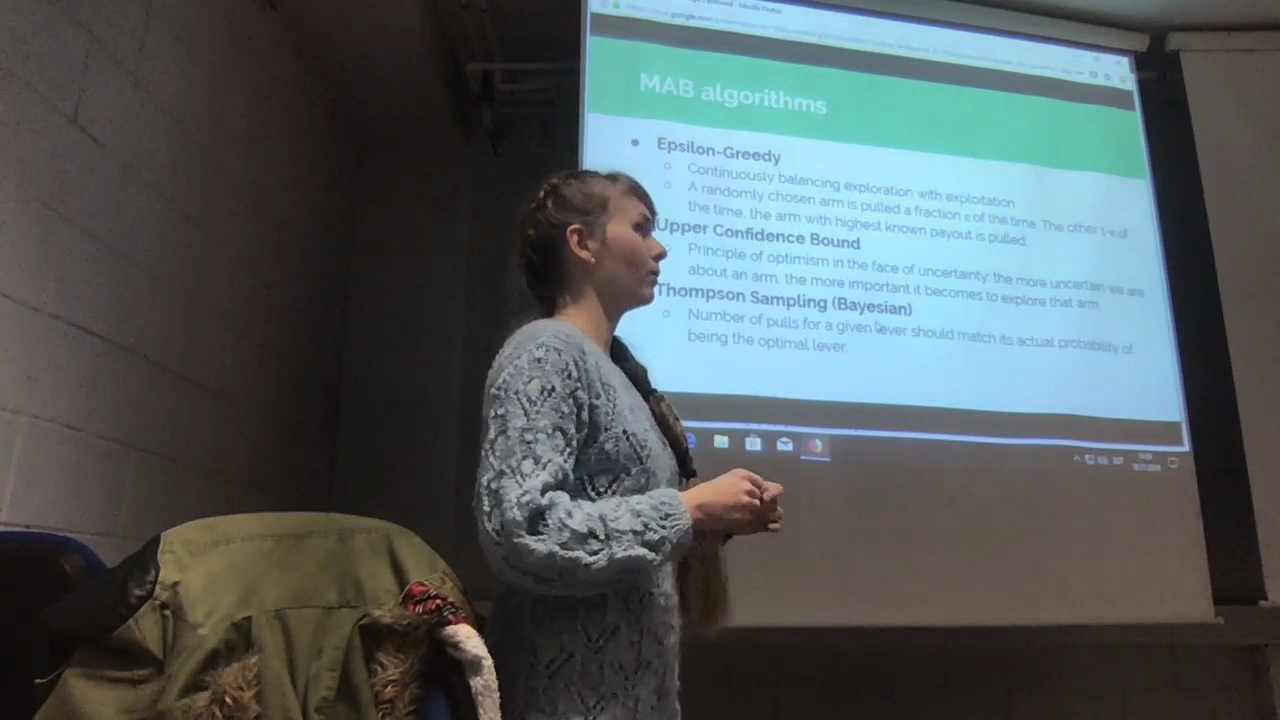 Mozilla Firefox
MAB algorithms
● Epsilon-Greedy
○ Continuously balancing exploration with exploitation
○ A randomly chosen arm is pulled a fraction ε of the time. The other 1-ε of
the time, the arm with highest known payout is pulled.
Upper Confidence Bound
Principle of optimism in the face of uncertainty: the more uncertain we are
about an arm, the more important it becomes to explore that arm.
Thompson Sampling (Bayesian)
○ Number of pulls for a given lever should match its actual probability of
being the optimal lever